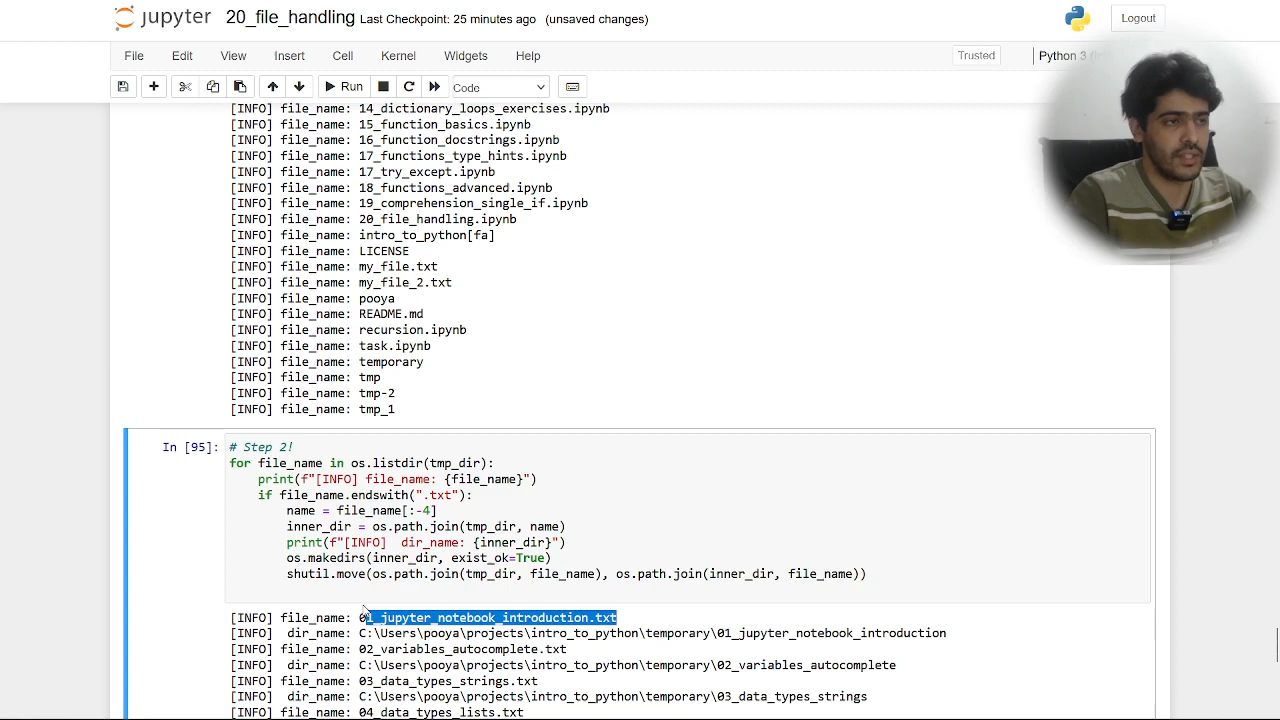 jupyter 20_file_handling Last Checkpoint: 25 minutes ago (unsaved changes) Logout
File Edit View Insert Cell Kernel Widgets Help Trusted Python 3 (
Run Code
[INFO] file_name: 14_dictionary_loops_exercises.ipynb
[INFO] file_name: 15_function_basics.ipynb
[INFO] file_name: 16_function_docstrings.ipynb
[INFO] file_name: 17_functions_type_hints.ipynb
[INFO] file_name: 17_try_except.ipynb
[INFO] file_name: 18_functions_advanced.ipynb
[INFO] file_name: 19_comprehension_single_if.ipynb
[INFO] file_name: 20_file_handling.ipynb
[INFO] file_name: intro_to_python[fa]
[INFO] file_name: LICENSE
[INFO] file_name: my_file.txt
[INFO] file_name: my_file_2.txt
[INFO] file_name: pooya
[INFO] file_name: README.md
[INFO] file_name: recursion.ipynb
[INFO] file_name: task.ipynb
[INFO] file_name: temporary
[INFO] file_name: tmp
[INFO] file_name: tmp-2
[INFO] file_name: tmp_1
In [95]: # Step 2!
for file_name in os.listdir(tmp_dir):
    print(f"[INFO] file_name: {file_name}")
    if file_name.endswith(".txt"):
        name = file_name[:-4]
        inner_dir = os.path.join(tmp_dir, name)
        print(f"[INFO]  dir_name: {inner_dir}")
        os.makedirs(inner_dir, exist_ok=True)
        shutil.move(os.path.join(tmp_dir, file_name), os.path.join(inner_dir, file_name))
[INFO] file_name: 01_jupyter_notebook_introduction.txt
[INFO]  dir_name: C:\Users\pooya\projects\intro_to_python\temporary\01_jupyter_notebook_introduction
[INFO] file_name: 02_variables_autocomplete.txt
[INFO]  dir_name: C:\Users\pooya\projects\intro_to_python\temporary\02_variables_autocomplete
[INFO] file_name: 03_data_types_strings.txt
[INFO]  dir_name: C:\Users\pooya\projects\intro_to_python\temporary\03_data_types_strings
[INFO] file_name: 04_data_types_lists.txt